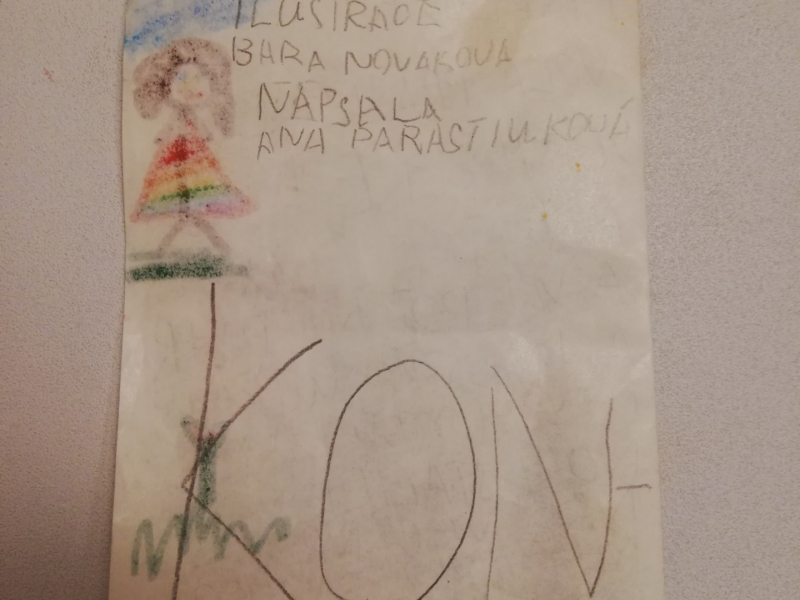 ILUSTRACE
BARA NOVAKOVA
NAPSALA
ANA PARASTIUKOVÁ
KON-